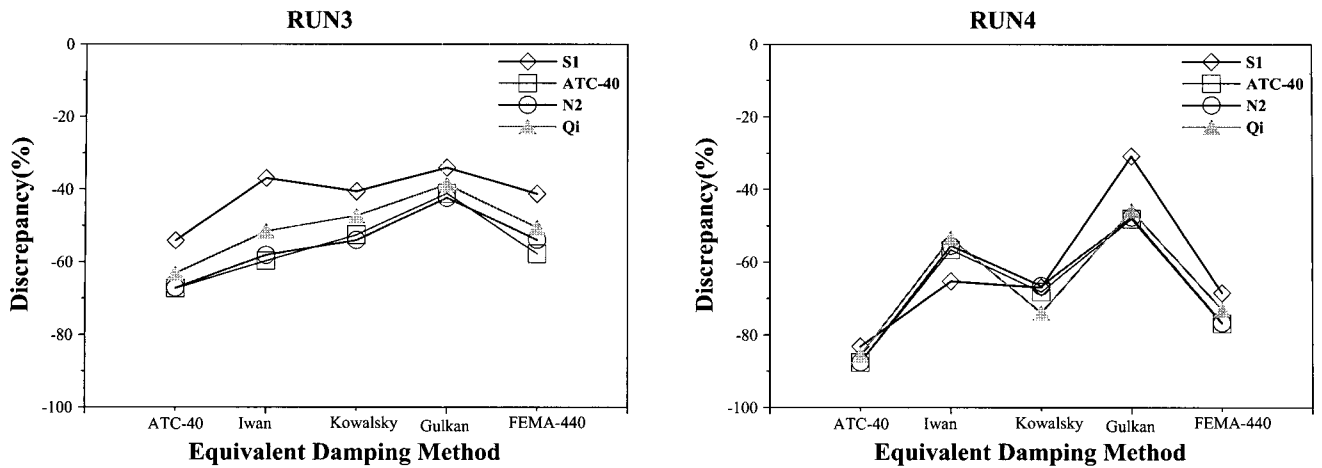 RUN3
0
-20
-40
-60
-80
-100
Discrepancy(%)
S1
ATC-40
N2
Qi
ATC-40 Iwan Kowalsky Gulkan FEMA-440
Equivalent Damping Method
RUN4
0
-20
-40
-60
-80
-100
Discrepancy(%)
S1
ATC-40
N2
Qi
ATC-40 Iwan Kowalsky Gulkan FEMA-440
Equivalent Damping Method